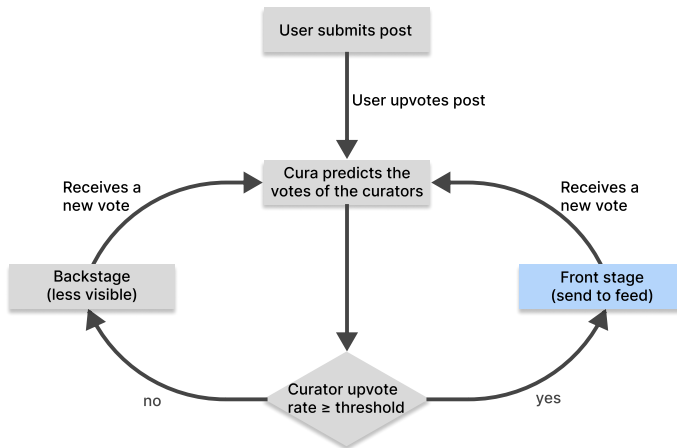 User submits post
User upvotes post
Cura predicts the
votes of the curators
Receives a
new vote
Receives a
new vote
Backstage
(less visible)
Front stage
(send to feed)
Curator upvote
rate ≥ threshold
no
yes